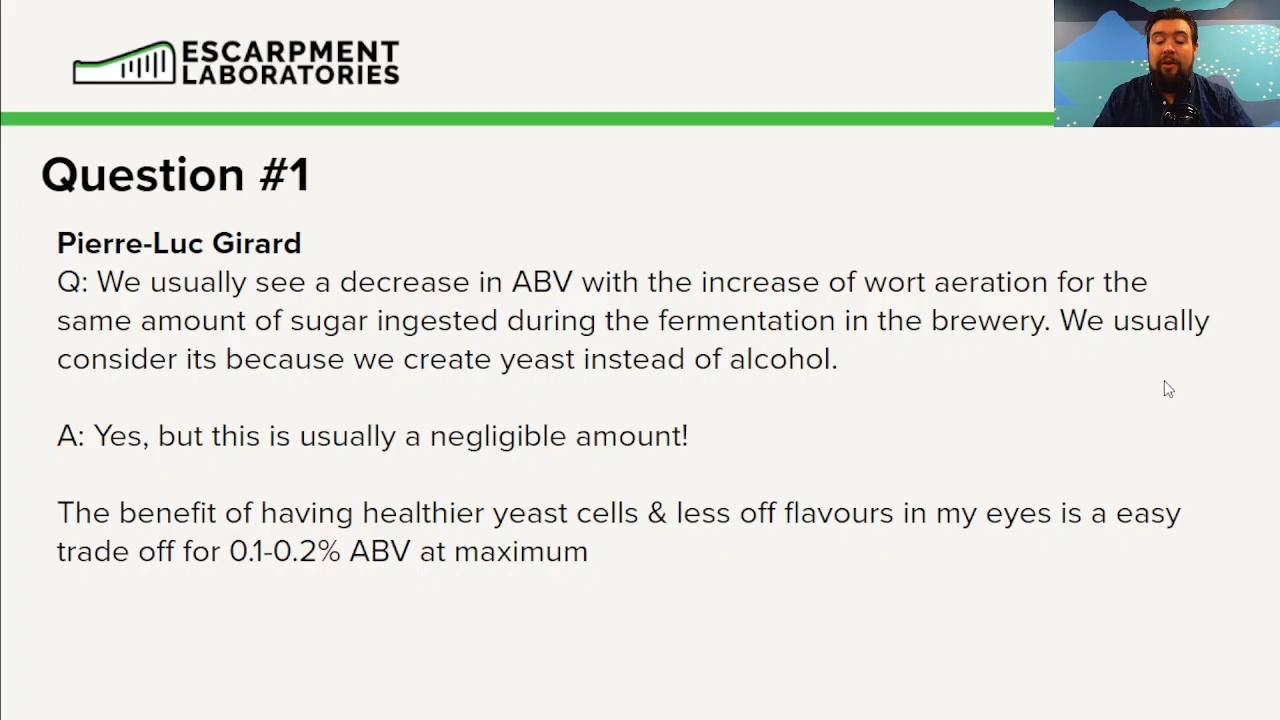 ESCARPMENT
LABORATORIES
Question #1
Pierre-Luc Girard
Q: We usually see a decrease in ABV with the increase of wort aeration for the
same amount of sugar ingested during the fermentation in the brewery. We usually
consider its because we create yeast instead of alcohol.
A: Yes, but this is usually a negligible amount!
The benefit of having healthier yeast cells & less off flavours in my eyes is a easy
trade off for 0.1-0.2% ABV at maximum